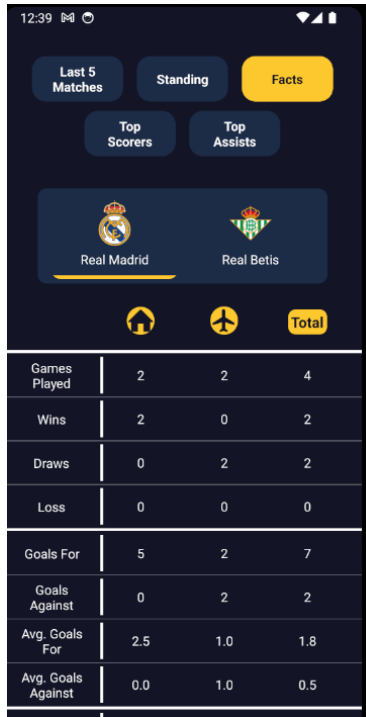 12:39
Last 5
Matches
Standing
Facts
Top
Scorers
Top
Assists
Real Madrid
Real Betis
Total
Games
Played
2 2 4
Wins 2 0 2
Draws 0 2 2
Loss 0 0 0
Goals For 5 2 7
Goals
Against
0 2 2
Avg. Goals
For
2.5 1.0 1.8
Avg. Goals
Against
0.0 1.0 0.5